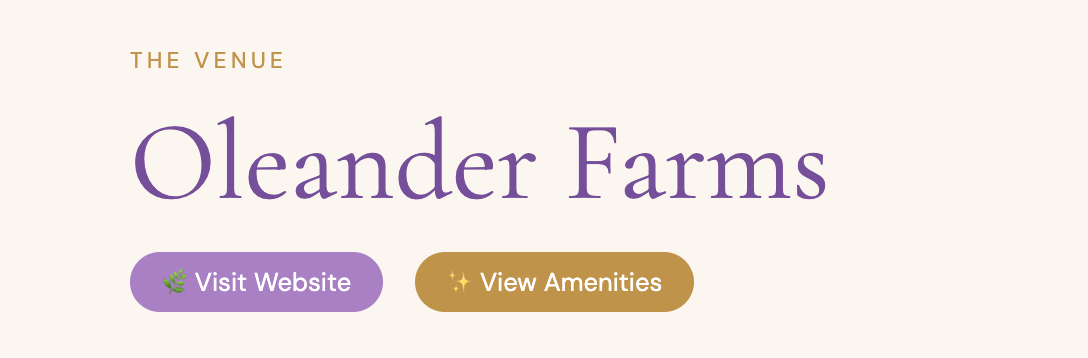 THE VENUE
Oleander Farms
🌿 Visit Website
✨ View Amenities